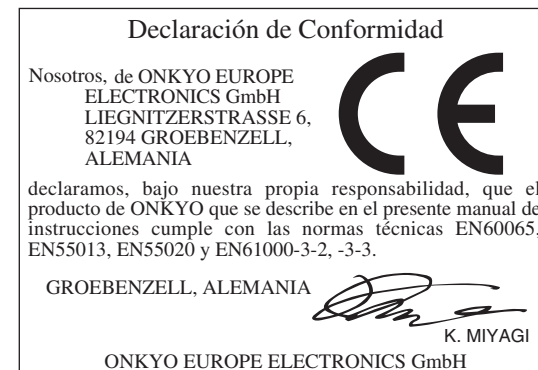 Declaración de Conformidad
Nosotros, de ONKYO EUROPE
ELECTRONICS GmbH
LIEGNITZERSTRASSE 6,
82194 GROEBENZELL,
ALEMANIA
CE
declaramos, bajo nuestra propia responsabilidad, que el
producto de ONKYO que se describe en el presente manual de
instrucciones cumple con las normas técnicas EN60065,
EN55013, EN55020 y EN61000-3-2, -3-3.
GROEBENZELL, ALEMANIA
K. MIYAGI
ONKYO EUROPE ELECTRONICS GmbH